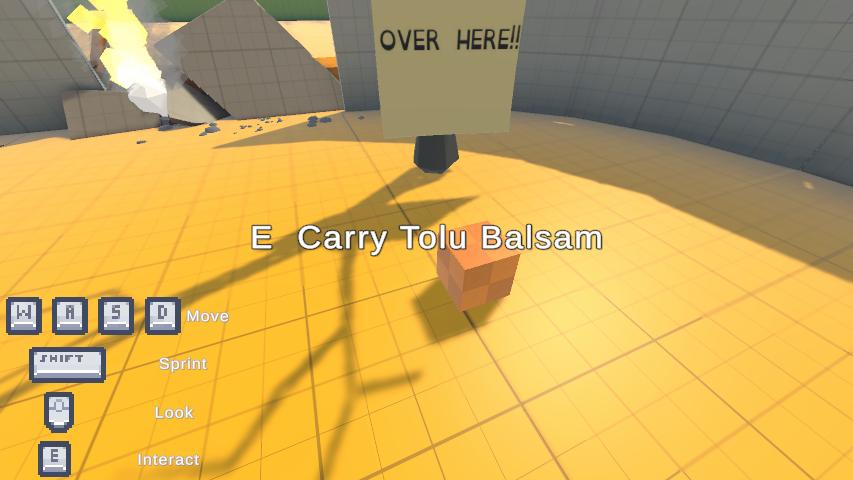 OVER HERE!!
E Carry Tolu Balsam
W A S D Move
SHIFT Sprint
Look
E Interact